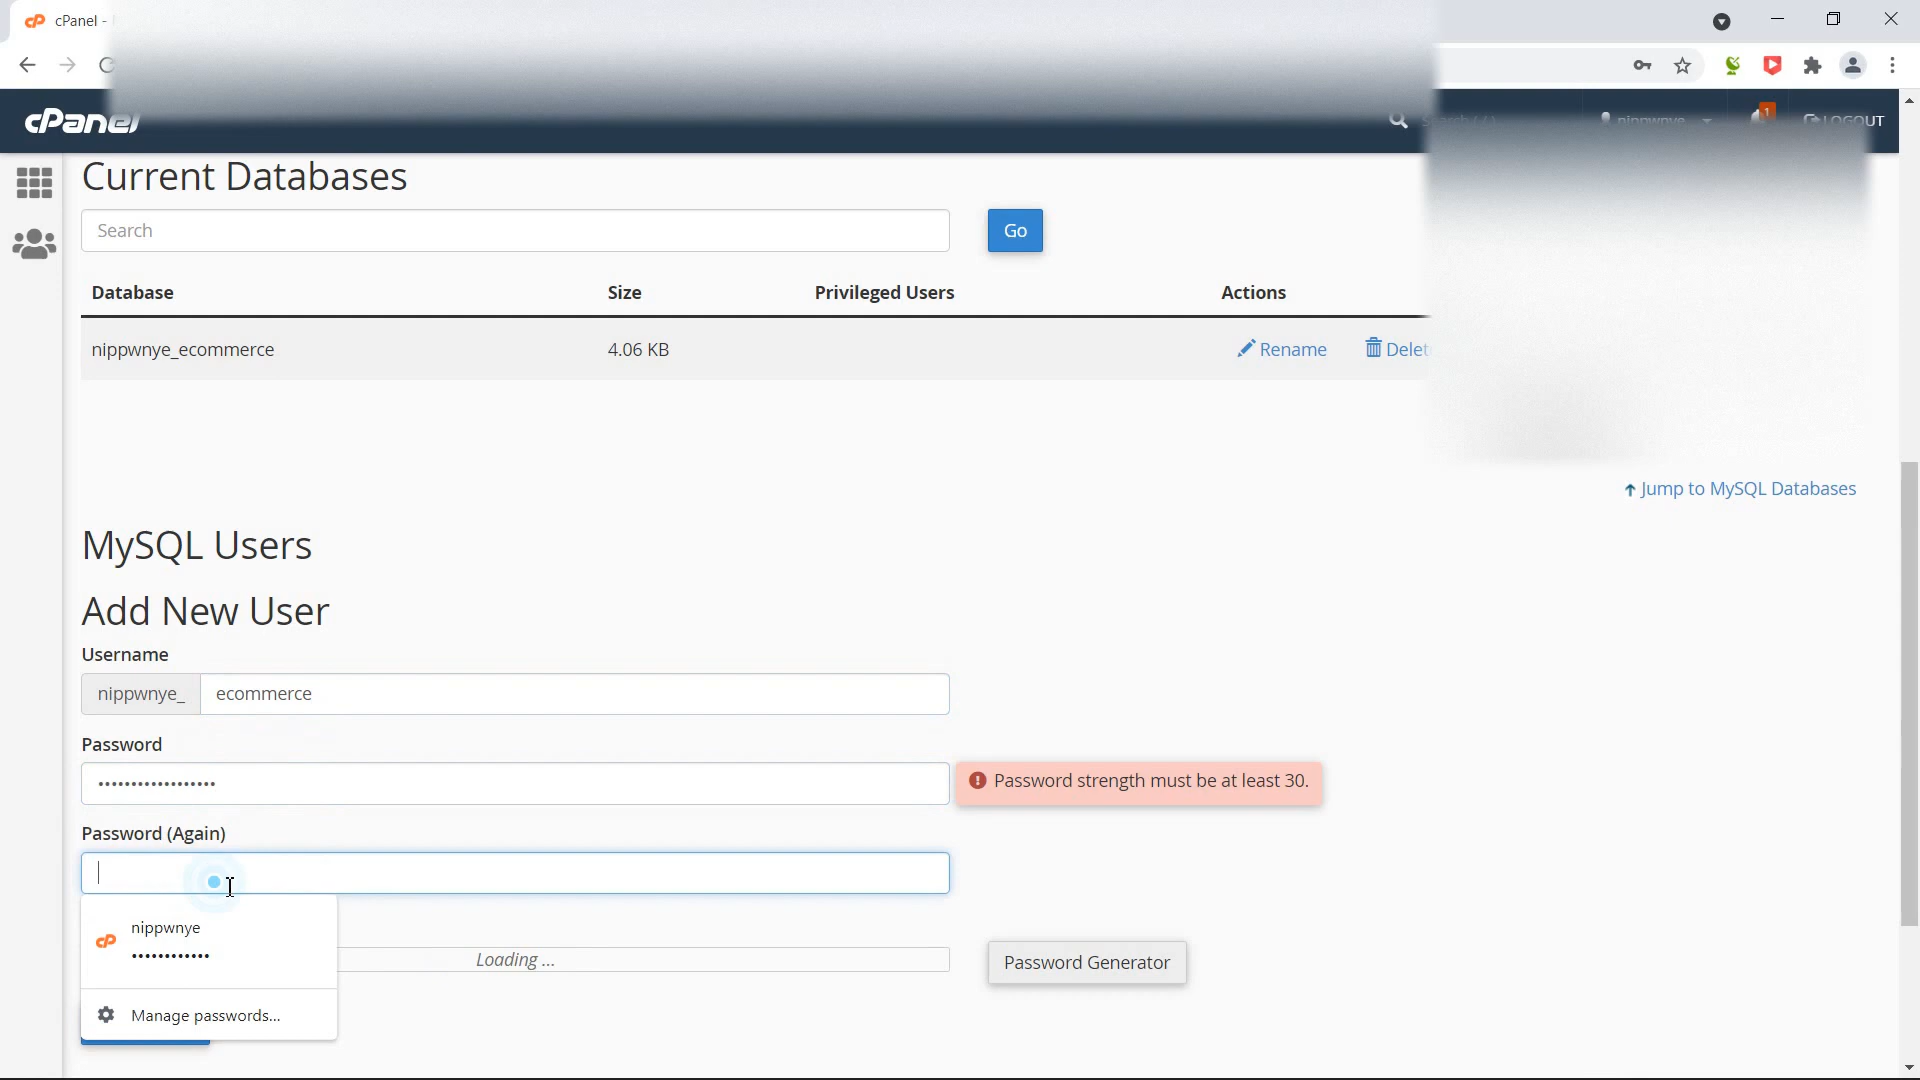 cPanel -
cPanel
LOGOUT
1
Current Databases
Search
Go
Database Size Privileged Users Actions
nippwnye_ecommerce 4.06 KB Rename Delet
Jump to MySQL Databases
MySQL Users
Add New User
Username
nippwnye_ ecommerce
Password
••••••••••••••••••
Password strength must be at least 30.
Password (Again)
nippwnye
••••••••••••
Loading ...
Password Generator
Manage passwords...